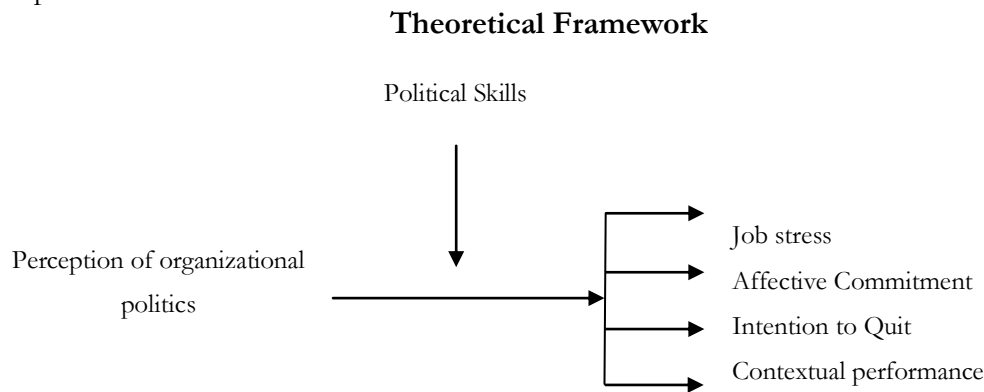 Theoretical Framework
Political Skills
Perception of organizational
politics
Job stress
Affective Commitment
Intention to Quit
Contextual performance